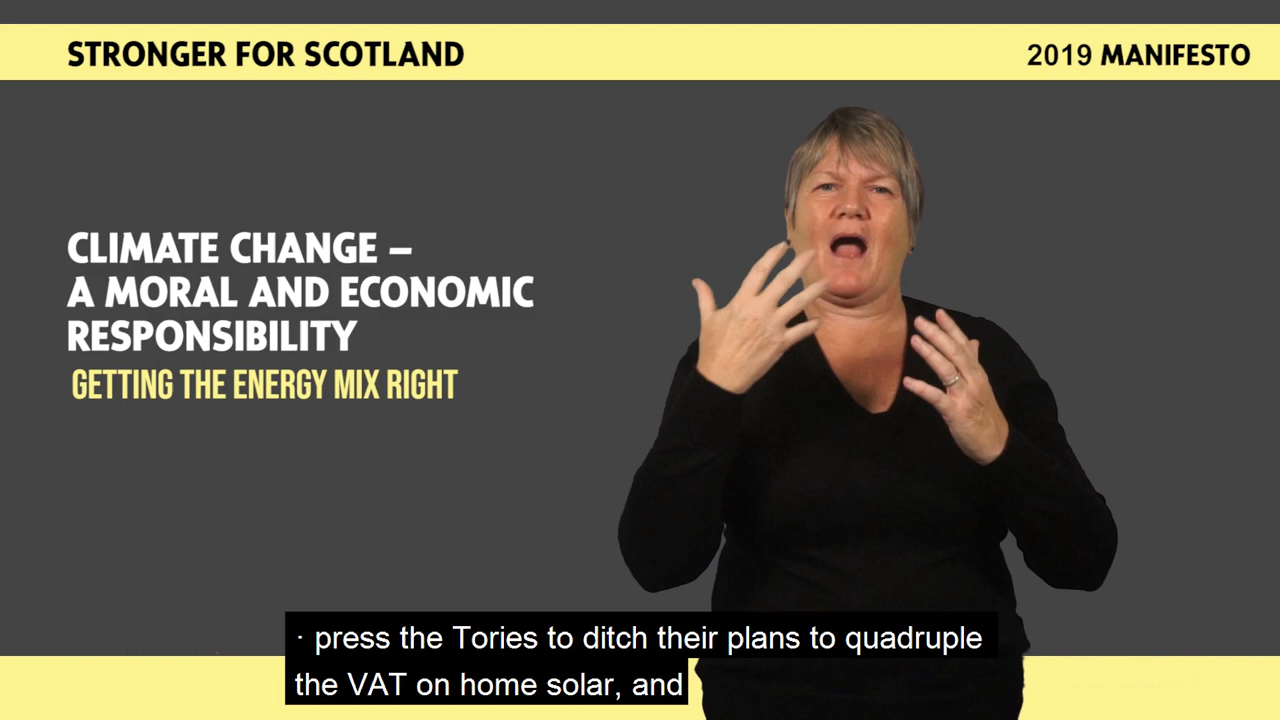 STRONGER FOR SCOTLAND
2019 MANIFESTO
CLIMATE CHANGE –
A MORAL AND ECONOMIC
RESPONSIBILITY
GETTING THE ENERGY MIX RIGHT
· press the Tories to ditch their plans to quadruple
the VAT on home solar, and